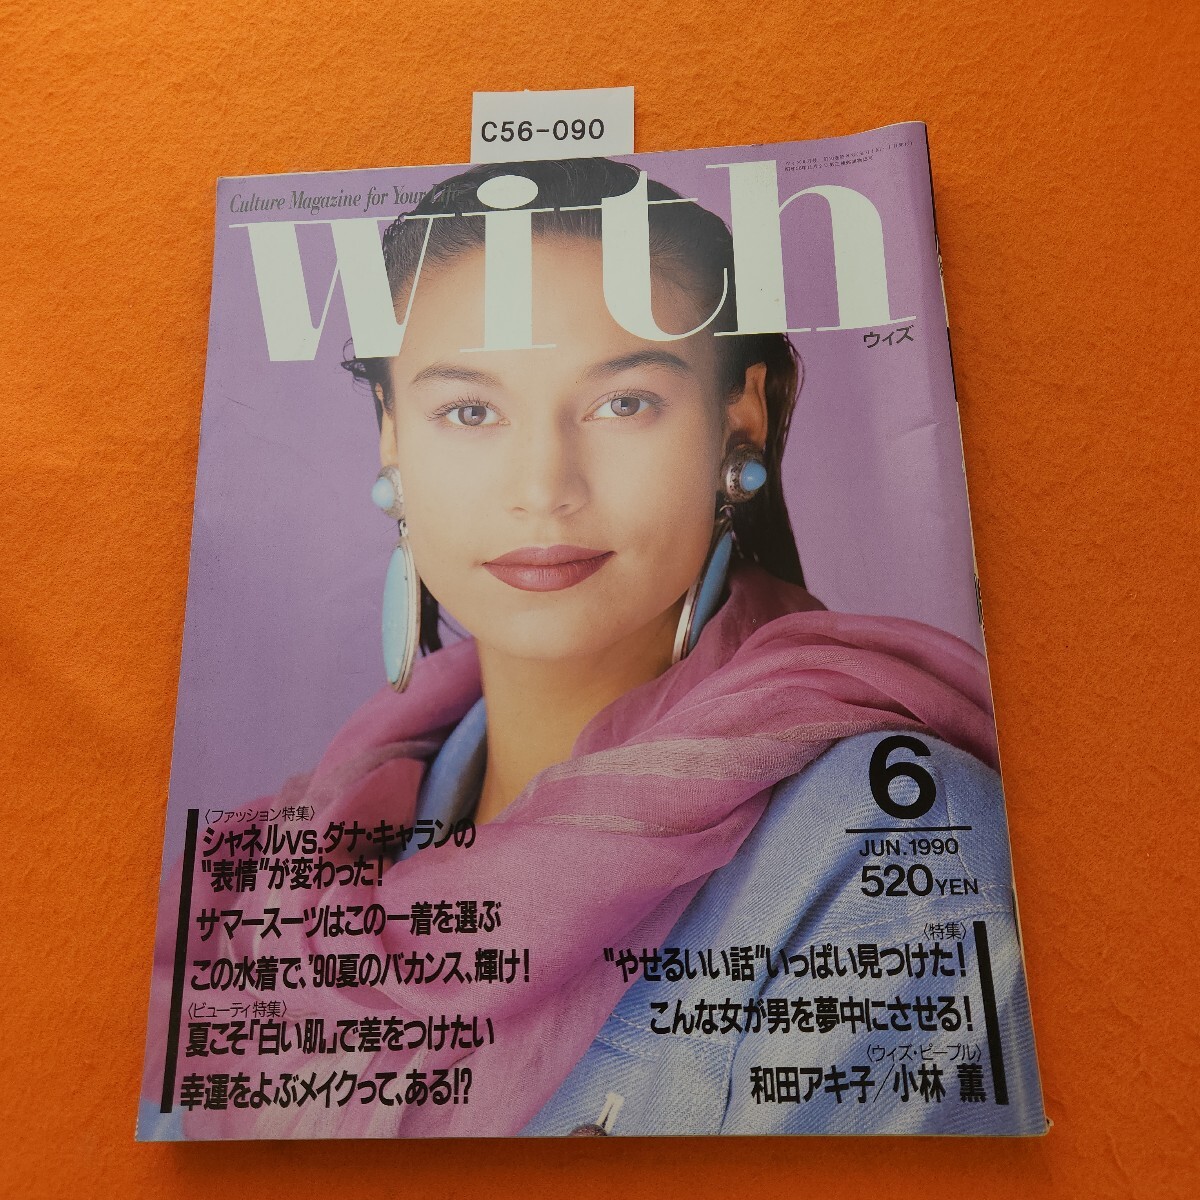 C56-090
Culture Magazine for Your Life
with
ウィズ
6
JUN.1990
520YEN
〈ファッション特集〉
シャネルvs.ダナ・キャランの
"表情"が変わった!
サマースーツはこの一着を選ぶ
この水着で、'90夏のバカンス、輝け!
〈ビューティ特集〉
夏こそ「白い肌」で差をつけたい
幸運をよぶメイクって、ある!?
〈特集〉
"やせるいい話"いっぱい見つけた!
こんな女が男を夢中にさせる!
〈ウィズ・ピープル〉
和田アキ子/小林 薫